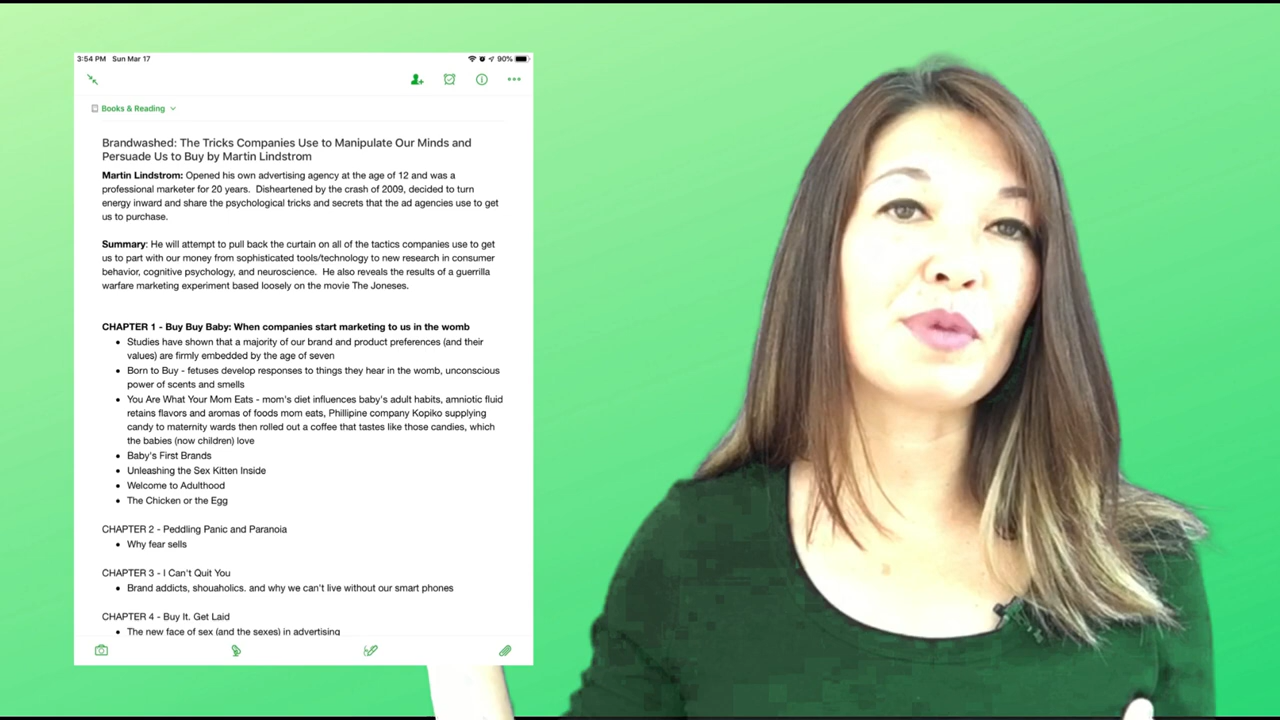 3:54 PM Sun Mar 17
90%
Books & Reading
Brandwashed: The Tricks Companies Use to Manipulate Our Minds and
Persuade Us to Buy by Martin Lindstrom
Martin Lindstrom: Opened his own advertising agency at the age of 12 and was a
professional marketer for 20 years. Disheartened by the crash of 2009, decided to turn
energy inward and share the psychological tricks and secrets that the ad agencies use to get
us to purchase.
Summary: He will attempt to pull back the curtain on all of the tactics companies use to get
us to part with our money from sophisticated tools/technology to new research in consumer
behavior, cognitive psychology, and neuroscience. He also reveals the results of a guerrilla
warfare marketing experiment based loosely on the movie The Joneses.
CHAPTER 1 - Buy Buy Baby: When companies start marketing to us in the womb
• Studies have shown that a majority of our brand and product preferences (and their
values) are firmly embedded by the age of seven
• Born to Buy - fetuses develop responses to things they hear in the womb, unconscious
power of scents and smells
• You Are What Your Mom Eats - mom's diet influences baby's adult habits, amniotic fluid
retains flavors and aromas of foods mom eats, Phillipine company Kopiko supplying
candy to maternity wards then rolled out a coffee that tastes like those candies, which
the babies (now children) love
• Baby's First Brands
• Unleashing the Sex Kitten Inside
• Welcome to Adulthood
• The Chicken or the Egg
CHAPTER 2 - Peddling Panic and Paranoia
• Why fear sells
CHAPTER 3 - I Can't Quit You
• Brand addicts, shouaholics. and why we can't live without our smart phones
CHAPTER 4 - Buy It. Get Laid
• The new face of sex (and the sexes) in advertising